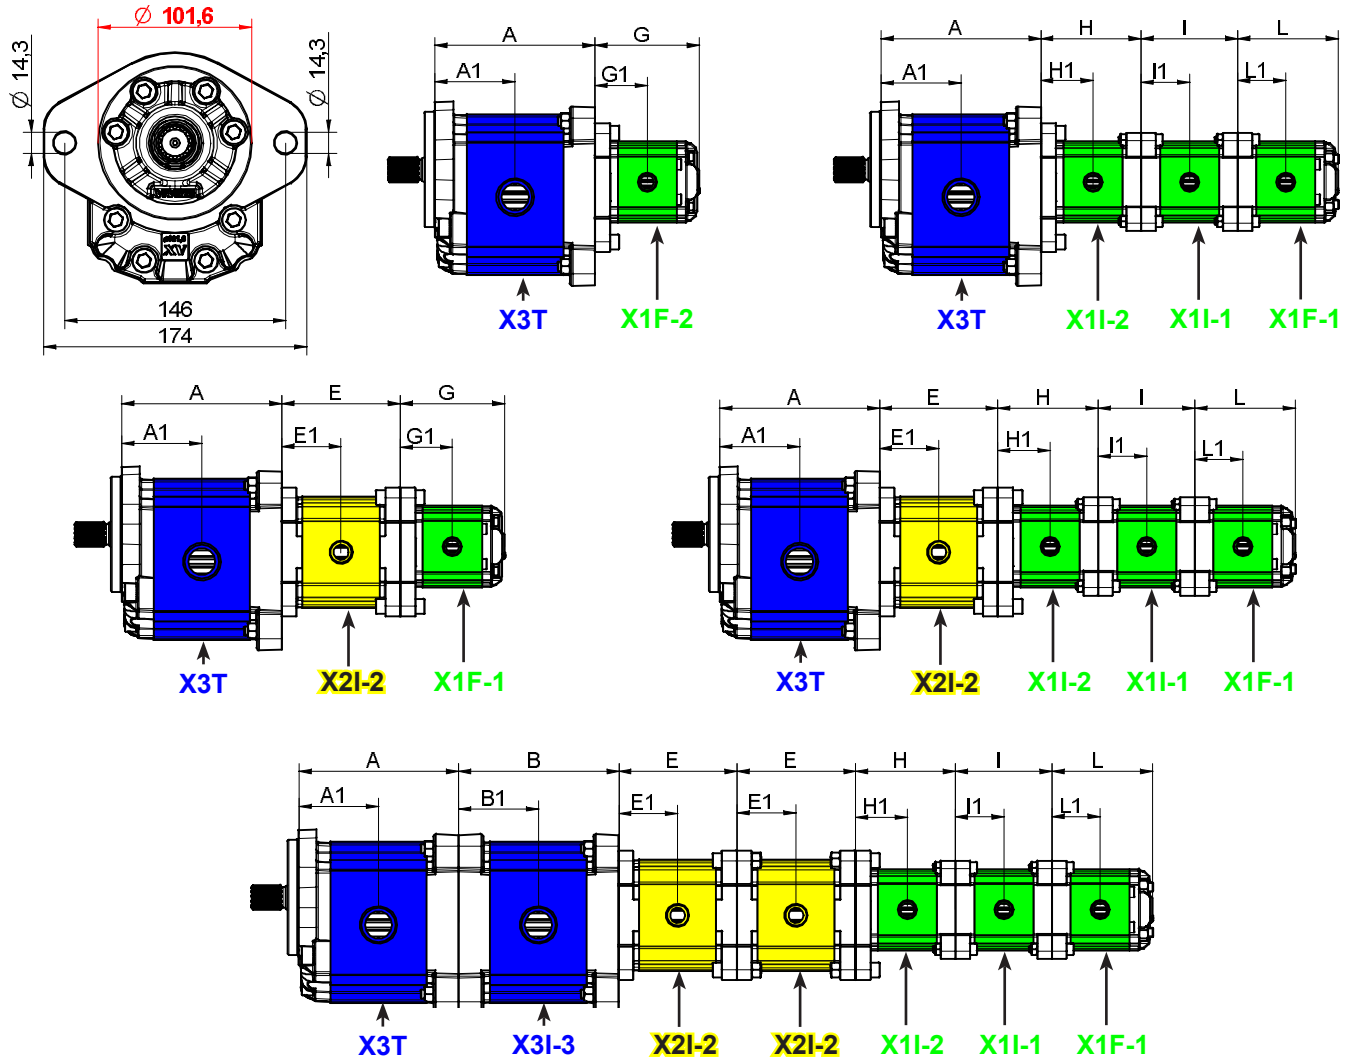 Ø 101,6
Ø 14,3
Ø 14,3
146
174
A G
A1 G1
X3T X1F-2
A H I L
A1 H1 I1 L1
X3T X1I-2 X1I-1 X1F-1
A E G
A1 E1 G1
X3T X2I-2 X1F-1
A E H I L
A1 E1 H1 I1 L1
X3T X2I-2 X1I-2 X1I-1 X1F-1
A B E E H I L
A1 B1 E1 E1 H1 I1 L1
X3T X3I-3 X2I-2 X2I-2 X1I-2 X1I-1 X1F-1